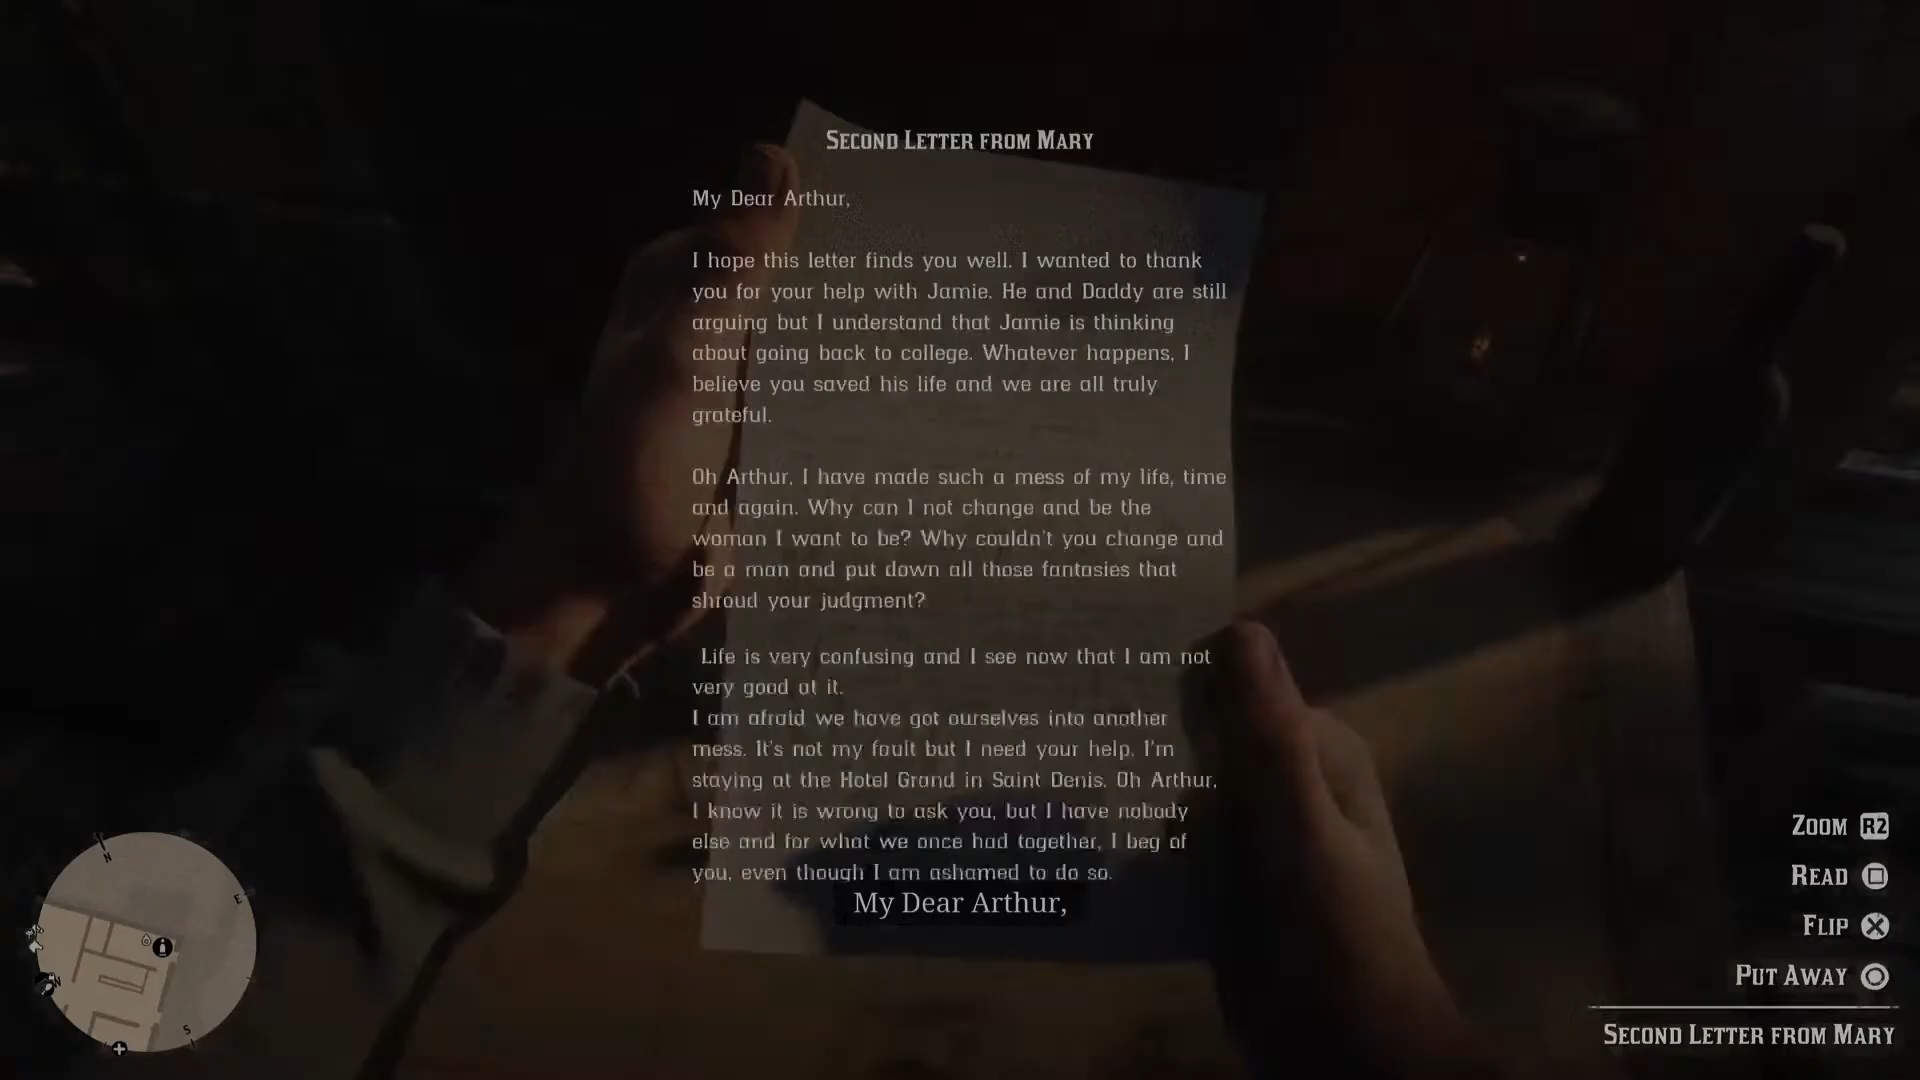 Second Letter from Mary
My Dear Arthur,
I hope this letter finds you well. I wanted to thank
you for your help with Jamie. He and Daddy are still
arguing but I understand that Jamie is thinking
about going back to college. Whatever happens, I
believe you saved his life and we are all truly
grateful.
Oh Arthur, I have made such a mess of my life, time
and again. Why can I not change and be the
woman I want to be? Why couldn't you change and
be a man and put down all those fantasies that
shroud your judgment?
Life is very confusing and I see now that I am not
very good at it.
I am afraid we have got ourselves into another
mess. It's not my fault but I need your help. I'm
staying at the Hotel Grand in Saint Denis. Oh Arthur,
I know it is wrong to ask you, but I have nobody
else and for what we once had together, I beg of
you, even though I am ashamed to do so.
My Dear Arthur,
Zoom R2
Read
Flip
Put Away
Second Letter from Mary
N
E
S
W